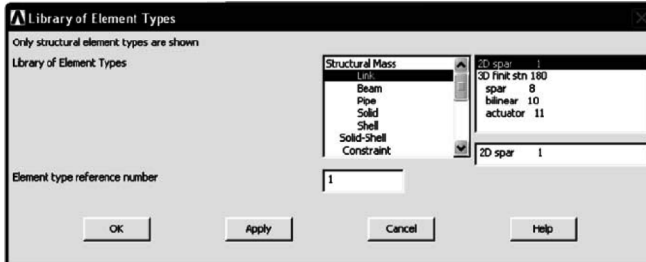 Library of Element Types
Only structural element types are shown
Library of Element Types
Structural Mass
Link
Beam
Pipe
Solid
Shell
Solid-Shell
Constraint
2D spar 1
3D finit stn 180
spar 8
bilinear 10
actuator 11
2D spar 1
Element type reference number
1
OK Apply Cancel Help